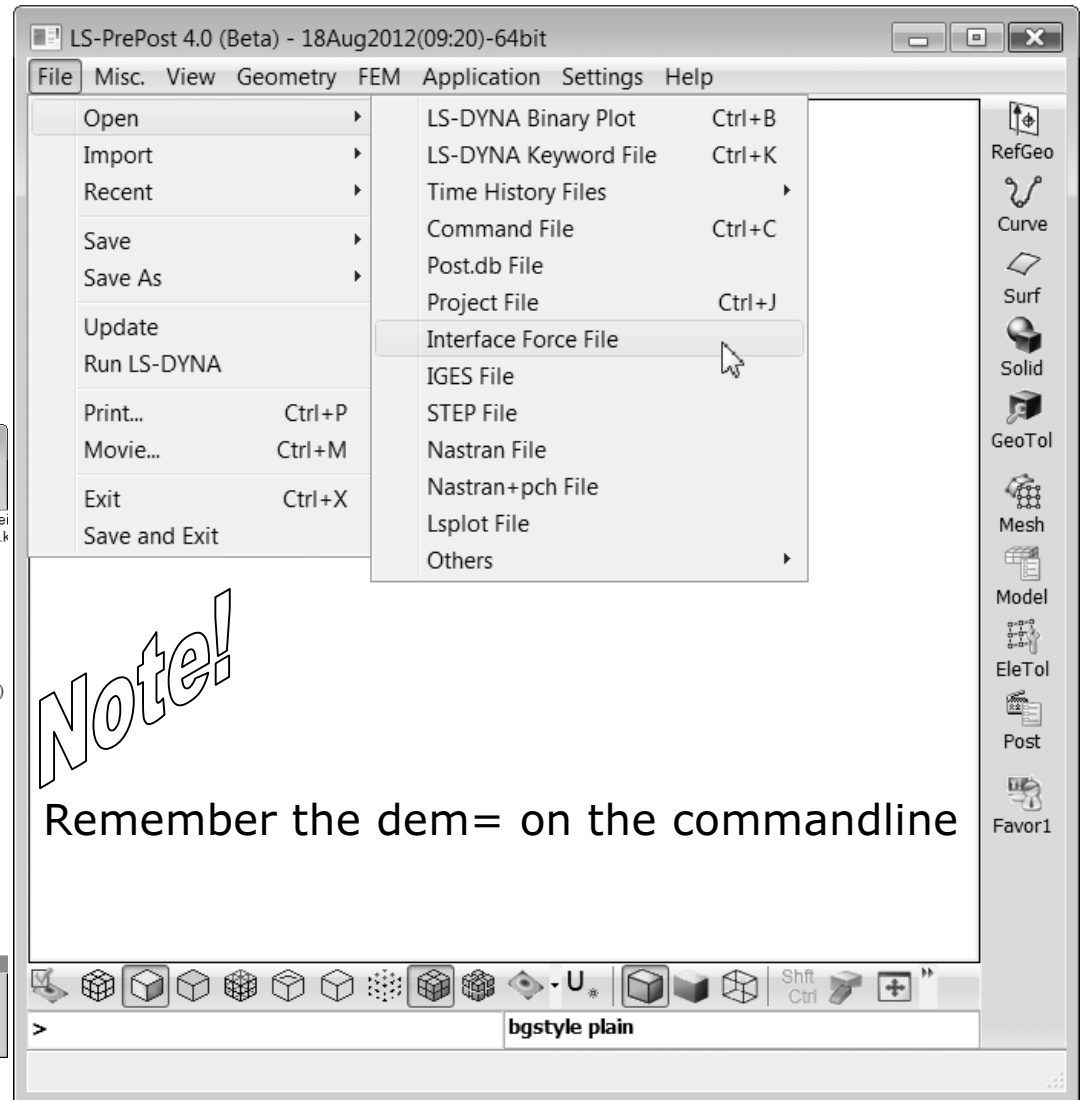 LS-PrePost 4.0 (Beta) - 18Aug2012(09:20)-64bit
File Misc. View Geometry FEM Application Settings Help
Open
Import
Recent
Save
Save As
Update
Run LS-DYNA
Print... Ctrl+P
Movie... Ctrl+M
Exit Ctrl+X
Save and Exit
LS-DYNA Binary Plot Ctrl+B
LS-DYNA Keyword File Ctrl+K
Time History Files
Command File Ctrl+C
Post.db File
Project File Ctrl+J
Interface Force File
IGES File
STEP File
Nastran File
Nastran+pch File
Lsplot File
Others
RefGeo
Curve
Surf
Solid
GeoTol
Mesh
Model
EleTol
Post
Favor1
Note!
Remember the dem= on the commandline
U*
Shft
Ctrl
>
bgstyle plain